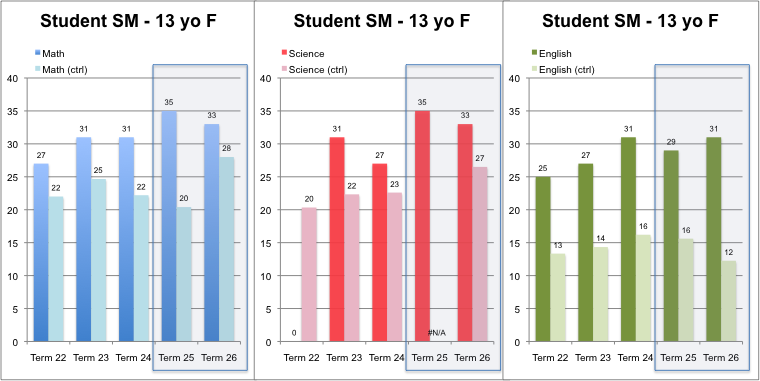 Student SM - 13 yo F
Math
Math (ctrl)
40
35
30
25
20
15
10
5
0
27 22 31 25 31 22 35 20 33 28
Term 22 Term 23 Term 24 Term 25 Term 26
Student SM - 13 yo F
Science
Science (ctrl)
40
35
30
25
20
15
10
5
0
0 20 31 22 27 23 35 #N/A 33 27
Term 22 Term 23 Term 24 Term 25 Term 26
Student SM - 13 yo F
English
English (ctrl)
40
35
30
25
20
15
10
5
0
25 13 27 14 31 16 29 16 31 12
Term 22 Term 23 Term 24 Term 25 Term 26